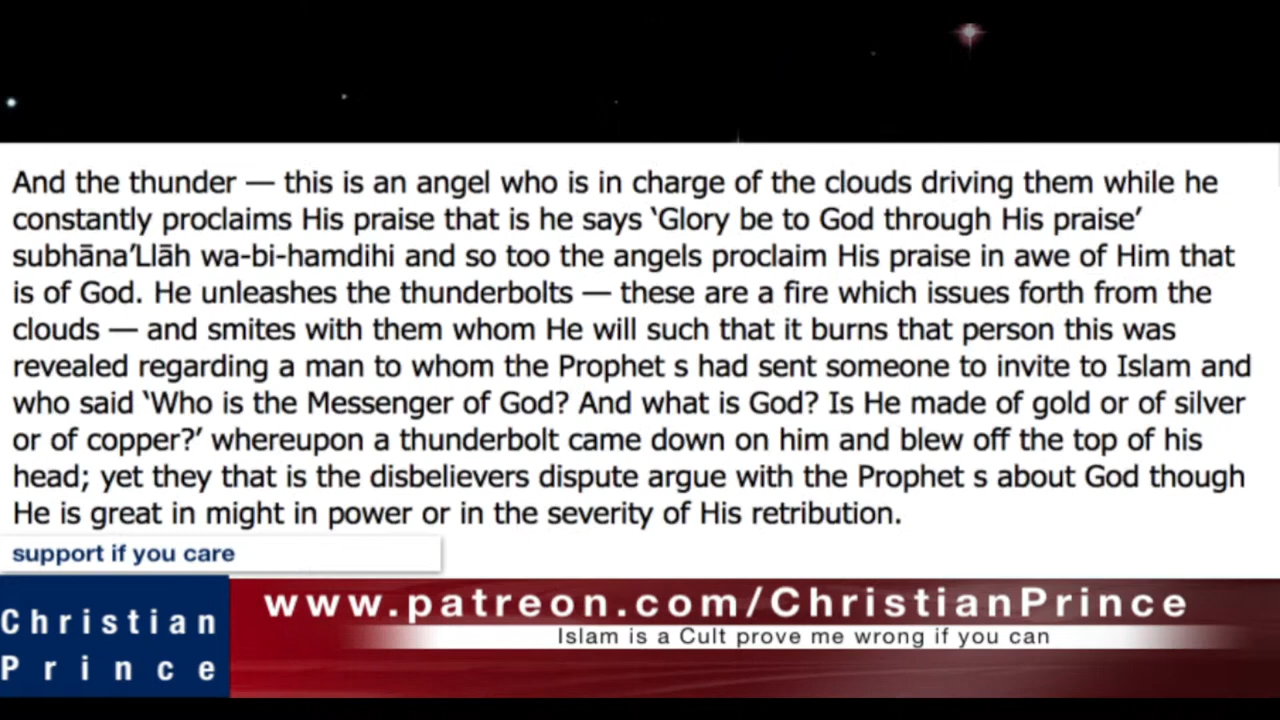 And the thunder — this is an angel who is in charge of the clouds driving them while he
constantly proclaims His praise that is he says ‘Glory be to God through His praise’
subhāna’Llāh wa-bi-hamdihi and so too the angels proclaim His praise in awe of Him that
is of God. He unleashes the thunderbolts — these are a fire which issues forth from the
clouds — and smites with them whom He will such that it burns that person this was
revealed regarding a man to whom the Prophet s had sent someone to invite to Islam and
who said ‘Who is the Messenger of God? And what is God? Is He made of gold or of silver
or of copper?’ whereupon a thunderbolt came down on him and blew off the top of his
head; yet they that is the disbelievers dispute argue with the Prophet s about God though
He is great in might in power or in the severity of His retribution.
support if you care
Christian
Prince
www.patreon.com/ChristianPrince
Islam is a Cult prove me wrong if you can